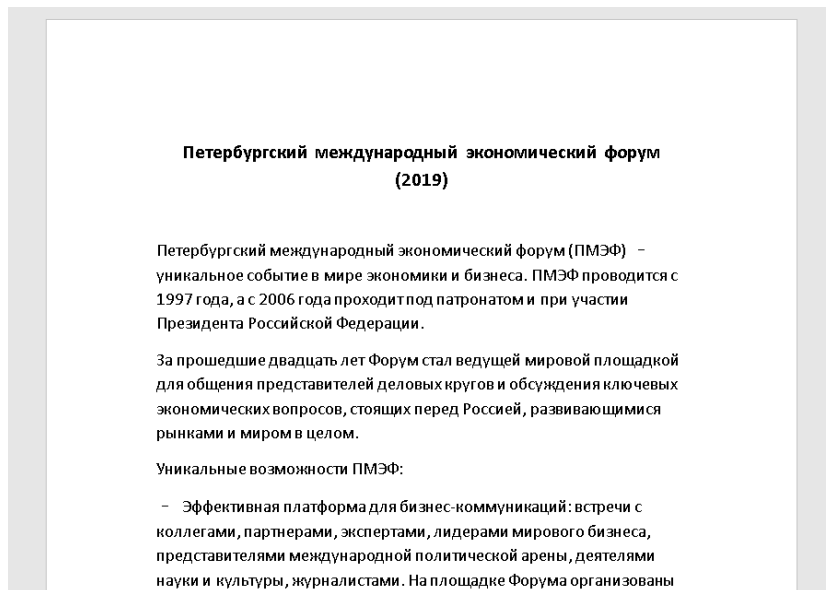 Петербургский международный экономический форум
(2019)
Петербургский международный экономический форум (ПМЭФ) –
уникальное событие в мире экономики и бизнеса. ПМЭФ проводится с
1997 года, а с 2006 года проходит под патронатом и при участии
Президента Российской Федерации.
За прошедшие двадцать лет Форум стал ведущей мировой площадкой
для общения представителей деловых кругов и обсуждения ключевых
экономических вопросов, стоящих перед Россией, развивающимися
рынками и миром в целом.
Уникальные возможности ПМЭФ:
– Эффективная платформа для бизнес-коммуникаций: встречи с
коллегами, партнерами, экспертами, лидерами мирового бизнеса,
представителями международной политической арены, деятелями
науки и культуры, журналистами. На площадке Форума организованы